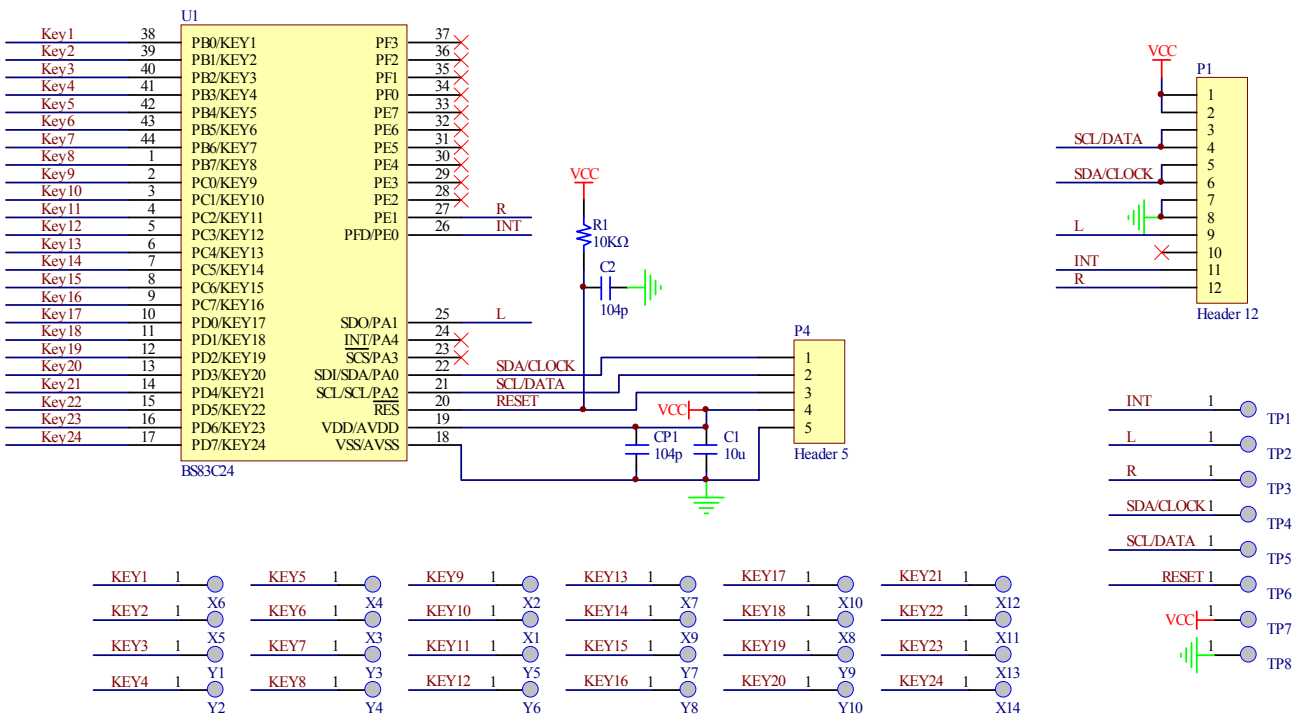 U1
Key1 38 PB0/KEY1 PF3 37
Key2 39 PB1/KEY2 PF2 36
Key3 40 PB2/KEY3 PF1 35
Key4 41 PB3/KEY4 PF0 34
Key5 42 PB4/KEY5 PE7 33
Key6 43 PB5/KEY6 PE6 32
Key7 44 PB6/KEY7 PE5 31
Key8 1 PB7/KEY8 PE4 30
Key9 2 PC0/KEY9 PE3 29
Key10 3 PC1/KEY10 PE2 28
Key11 4 PC2/KEY11 PE1 27 R
Key12 5 PC3/KEY12 PFD/PE0 26 INT
Key13 6 PC4/KEY13
Key14 7 PC5/KEY14
Key15 8 PC6/KEY15
Key16 9 PC7/KEY16
Key17 10 PD0/KEY17 SDO/PA1 25 L
Key18 11 PD1/KEY18 INT/PA4 24
Key19 12 PD2/KEY19 SCS/PA3 23
Key20 13 PD3/KEY20 SDI/SDA/PA0 22 SDA/CLOCK
Key21 14 PD4/KEY21 SCL/SCL/PA2 21 SCL/DATA
Key22 15 PD5/KEY22 RES 20 RESET
Key23 16 PD6/KEY23 VDD/AVDD 19
Key24 17 PD7/KEY24 VSS/AVSS 18
BS83C24
VCC
R1
10KΩ
C2
104p
P4
1
2
3
VCC 4
5
Header 5
CP1
104p
C1
10u
VCC
P1
1
2
3
SCL/DATA 4
5
SDA/CLOCK 6
7
8
L 9
10
INT 11
R 12
Header 12
INT 1 TP1
L 1 TP2
R 1 TP3
SDA/CLOCK 1 TP4
SCL/DATA 1 TP5
RESET 1 TP6
VCC 1 TP7
1 TP8
KEY1 1 KEY5 1 KEY9 1 KEY13 1 KEY17 1 KEY21 1
X6 X4 X2 X7 X10 X12
KEY2 1 KEY6 1 KEY10 1 KEY14 1 KEY18 1 KEY22 1
X5 X3 X1 X9 X8 X11
KEY3 1 KEY7 1 KEY11 1 KEY15 1 KEY19 1 KEY23 1
Y1 Y3 Y5 Y7 Y9 X13
KEY4 1 KEY8 1 KEY12 1 KEY16 1 KEY20 1 KEY24 1
Y2 Y4 Y6 Y8 Y10 X14